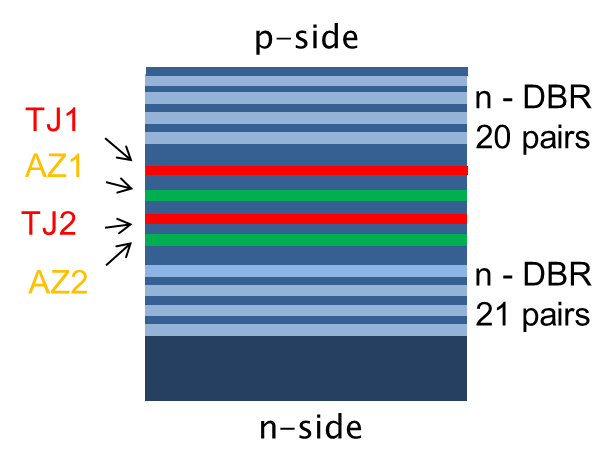 p-side
n - DBR
20 pairs
TJ1
AZ1
TJ2
AZ2
n - DBR
21 pairs
n-side